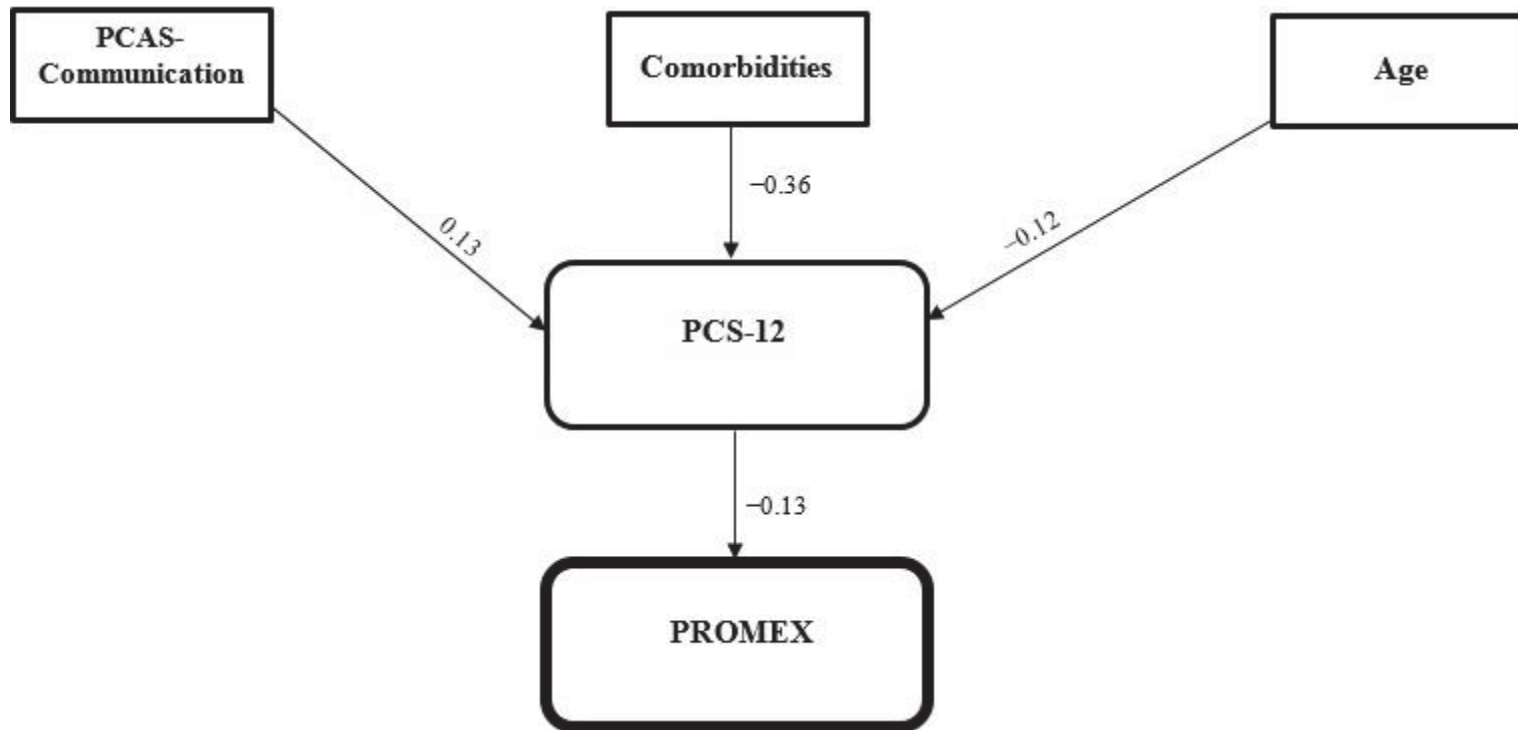 PCAS-
Communication
Comorbidities
Age
−0.36
0.13
−0.12
PCS-12
−0.13
PROMEX